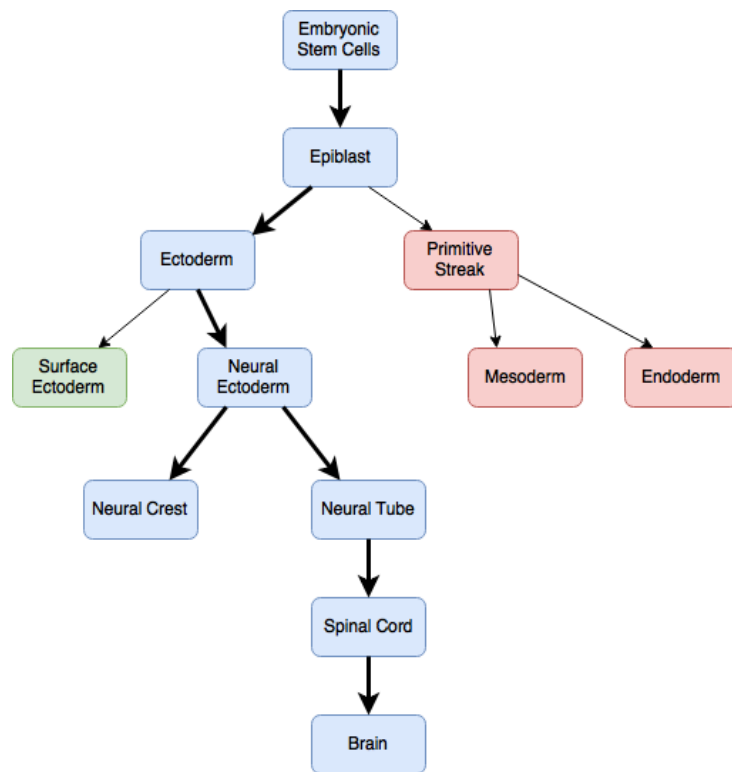 Embryonic
Stem Cells
Epiblast
Ectoderm
Primitive
Streak
Surface
Ectoderm
Neural
Ectoderm
Mesoderm
Endoderm
Neural Crest
Neural Tube
Spinal Cord
Brain